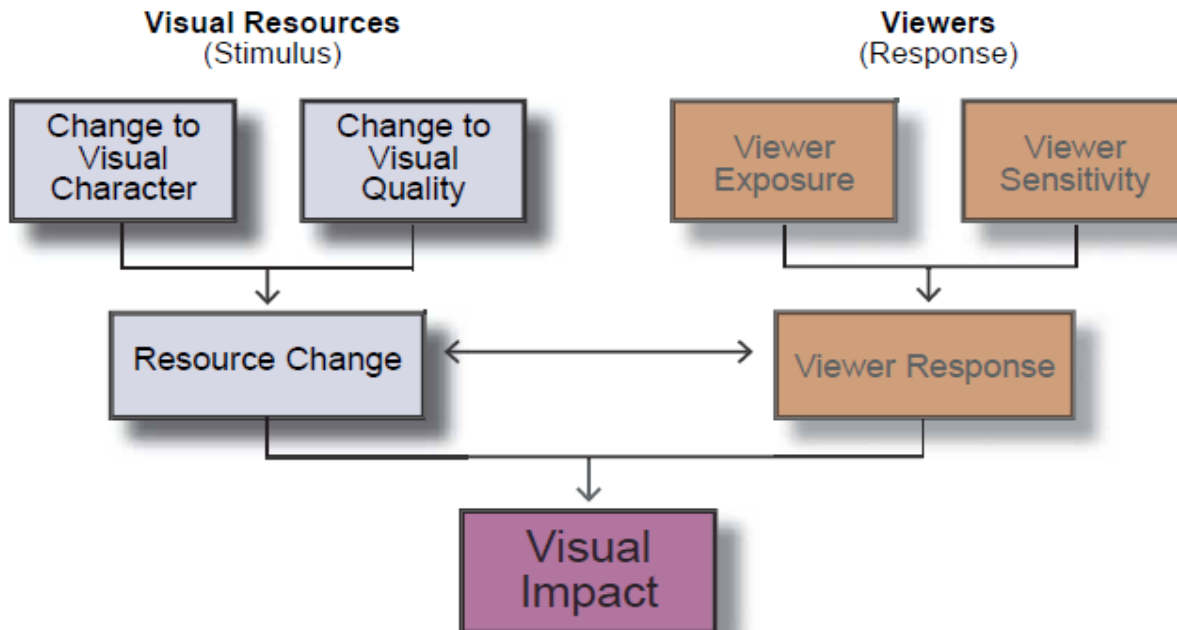 Visual Resources
(Stimulus)
Viewers
(Response)
Change to
Visual
Character
Change to
Visual
Quality
Viewer
Exposure
Viewer
Sensitivity
Resource Change
Viewer Response
Visual
Impact